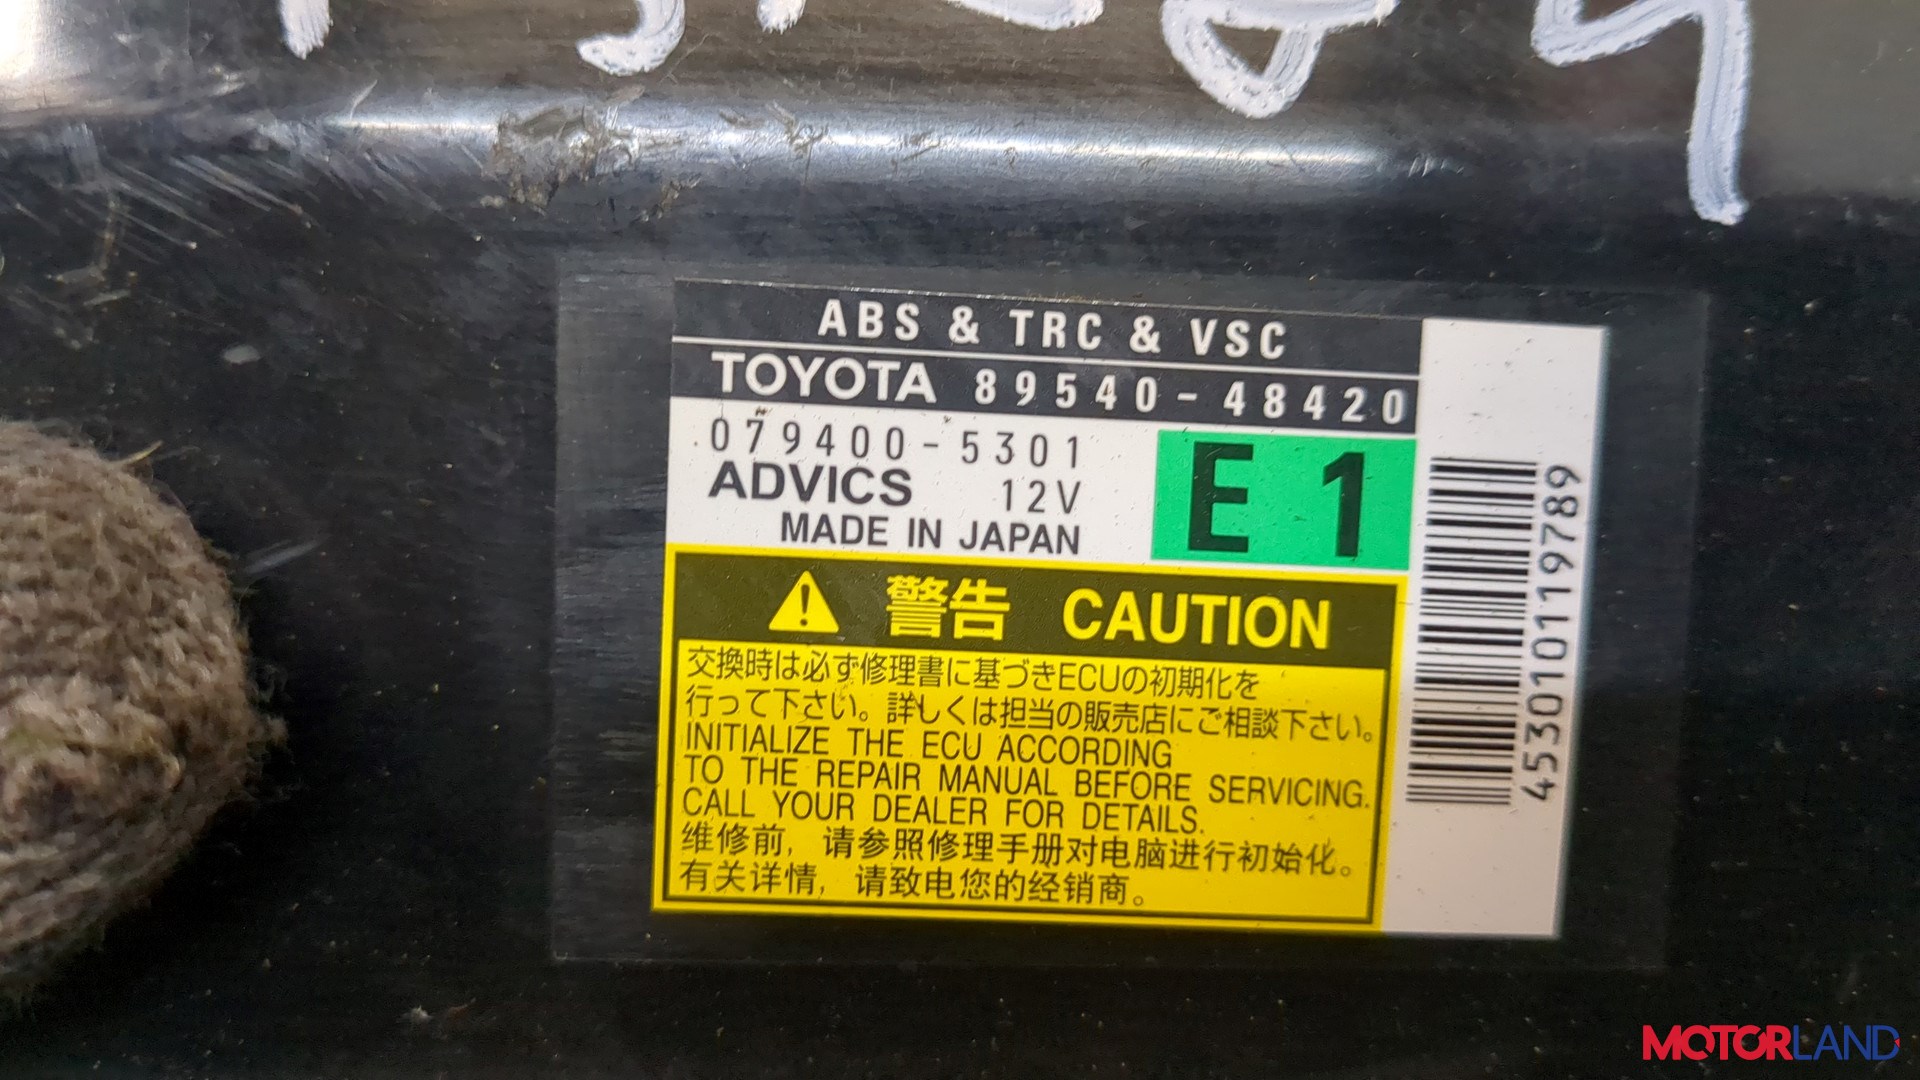 ABS & TRC & VSC
TOYOTA 89540-48420
079400-5301
ADVICS 12V
MADE IN JAPAN
E1
45301011 9789
警告 CAUTION
交換時は必ず修理書に基づきECUの初期化を
行って下さい。詳しくは担当の販売店にご相談下さい。
INITIALIZE THE ECU ACCORDING
TO THE REPAIR MANUAL BEFORE SERVICING.
CALL YOUR DEALER FOR DETAILS.
维修前，请参照修理手册对电脑进行初始化。
有关详情，请致电您的经销商。
MOTORLAND